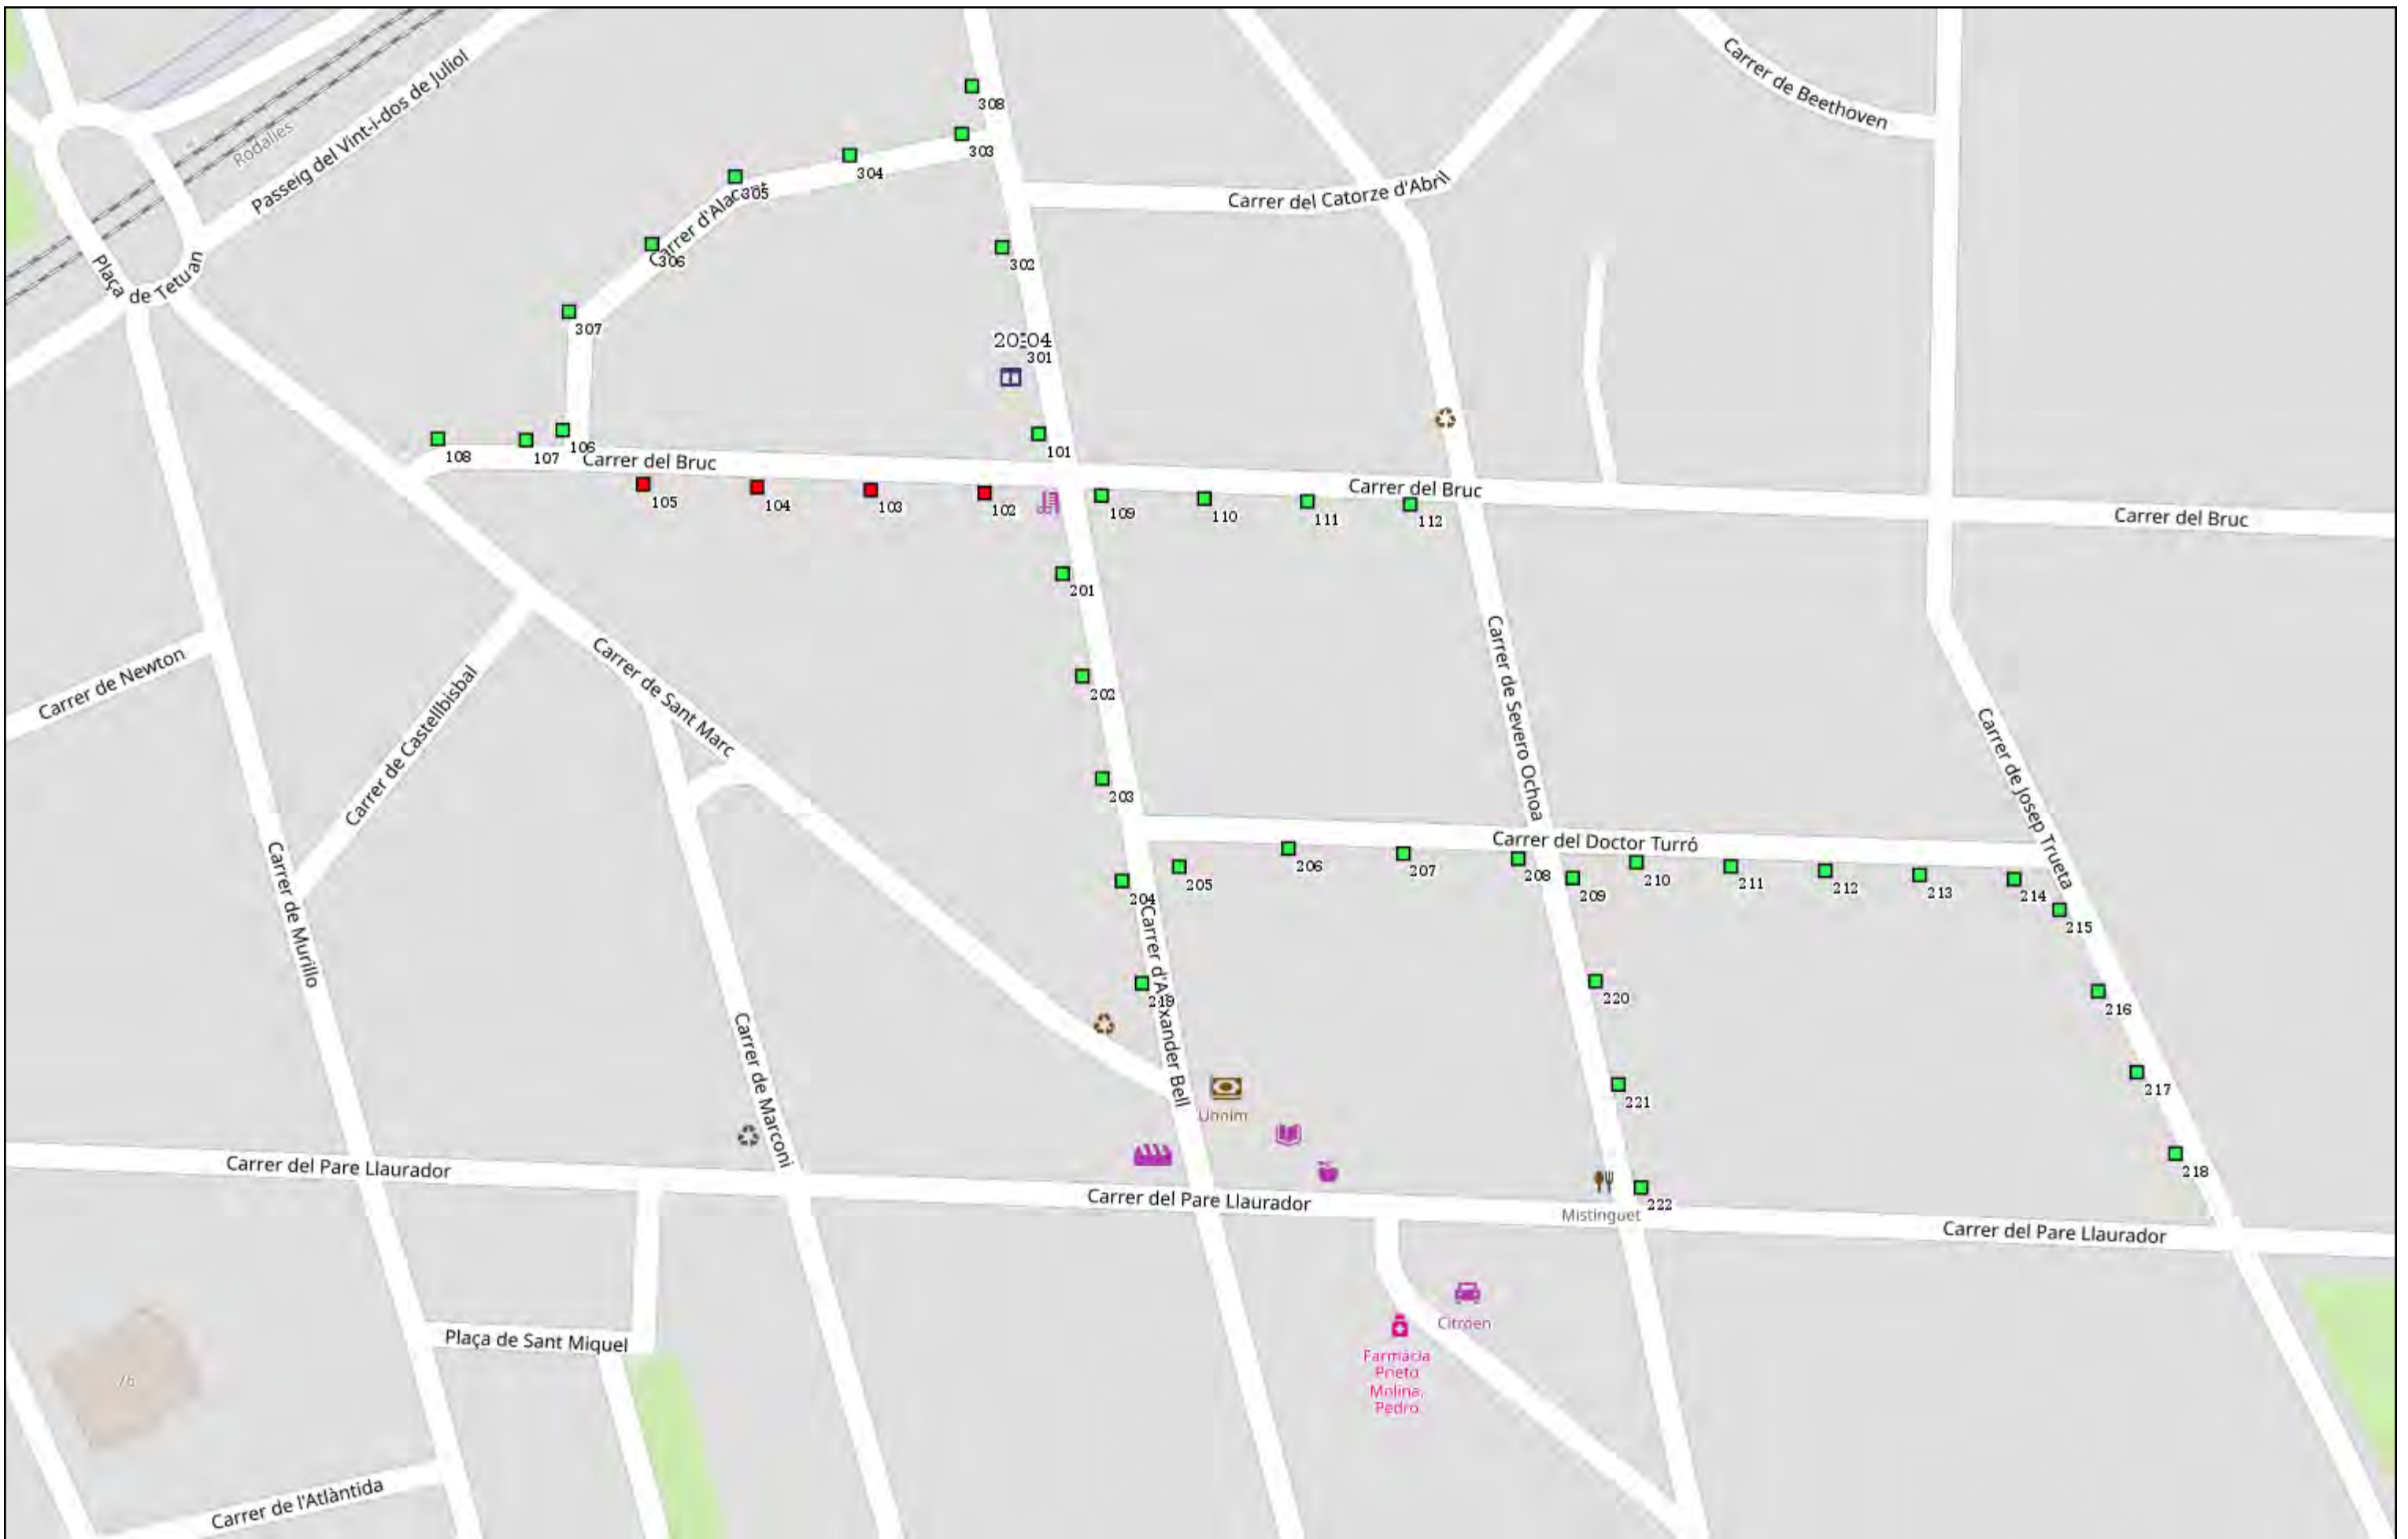 Carrer de Beethoven
Passeig del Vint-i-dos de Juliol
Rodalies
308
303
304
305
Carrer d'Alacant
Carrer del Catorze d'Abril
302
306
Plaça de Tetuan
307
301
101
106
108
107
Carrer del Bruc
105
104
103
102
109
110
111
112
Carrer del Bruc
Carrer del Bruc
201
202
203
Carrer de Newton
Carrer de Castellbisbal
Carrer de Sant Marc
Carrer de Severo Ochoa
Carrer de Josep Trueta
Carrer del Doctor Turró
204
205
206
207
208
209
210
211
212
213
214
215
216
217
218
219
220
221
222
Carrer de Murillo
Carrer de Marconi
Carrer d'Alexander Bell
Unnim
Carrer del Pare Llaurador
Carrer del Pare Llaurador
Mistinguet
Carrer del Pare Llaurador
Plaça de Sant Miquel
Citroen
Farmàcia
Prieto
Molina,
Pedro
Carrer de l'Atlàntida